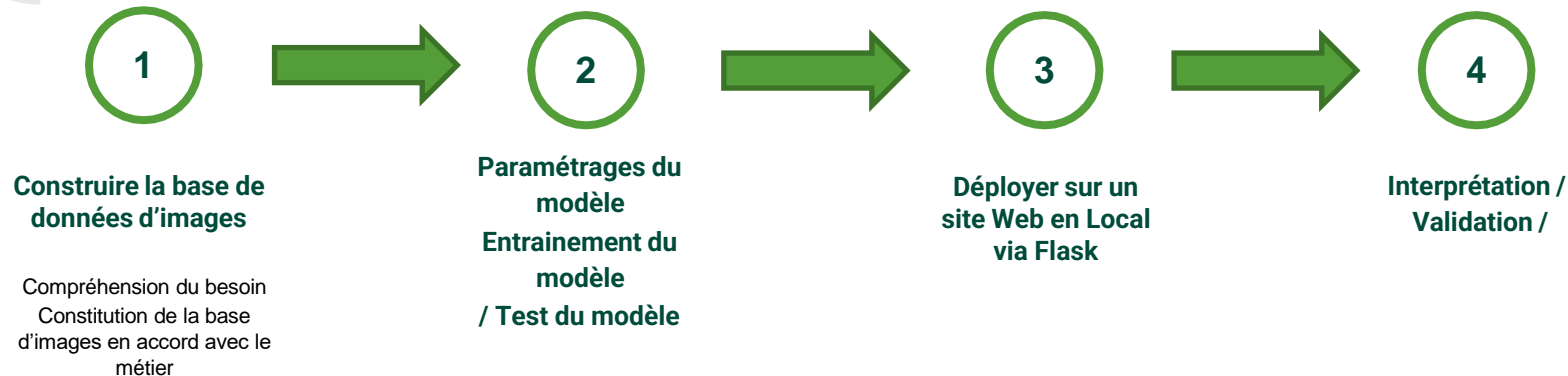 1
Construire la base de
données d’images
Compréhension du besoin
Constitution de la base
d’images en accord avec le
métier
2
Paramétrages du
modèle
Entrainement du
modèle
/ Test du modèle
3
Déployer sur un
site Web en Local
via Flask
4
Interprétation /
Validation /